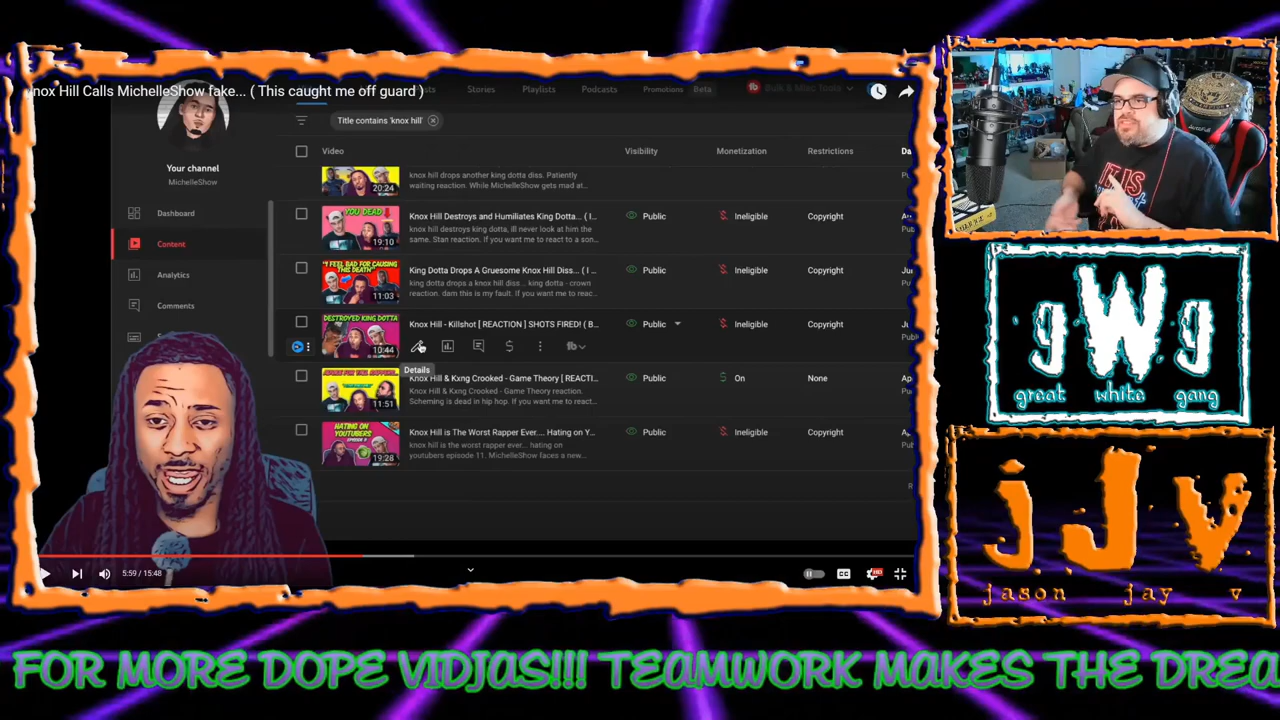 nox Hill Calls MichelleShow fake... ( This caught me off guard )
Stories
Playlists
Podcasts
Promotions
Beta
Bulk & Misc Tools
Title contains 'knox hill'
Your channel
MichelleShow
Dashboard
Content
Analytics
Comments
Video
Visibility
Monetization
Restrictions
Da
20:24
knox hill drops another king dotta diss. Patiently
waiting reaction. While MichelleShow gets mad at...
YOU DEAD
19:10
Knox Hill Destroys and Humiliates King Dotta... ( I...
knox hill destroys king dotta, ill never look at him
the same. Stan reaction. If you want me to react to a son...
Public
Ineligible
Copyright
"I FEEL BAD FOR CAUSING
THIS DEATH"
11:03
King Dotta Drops A Gruesome Knox Hill Diss... ( I ...
king dotta drops a knox hill diss ... king dotta - crown
reaction. dam this is my fault. If you want me to reac...
Public
Ineligible
Copyright
DESTROYED KING DOTTA
10:44
Knox Hill - Killshot [ REACTION ] SHOTS FIRED! ( B...
Public
Ineligible
Copyright
Details
11:51
Knox Hill & Kxng Crooked - Game Theory [ REACTI...
Knox Hill & Kxng Crooked - Game Theory reaction.
Scheming is dead in hip hop. If you want me to react...
Public
On
None
HATING ON
YOUTUBERS
19:28
Knox Hill is The Worst Rapper Ever.... Hating on Y...
knox hill is the worst rapper ever... hating on
youtubers episode 11. MichelleShow faces a new...
Public
Ineligible
Copyright
5:59 / 15:48
CC
HD
IT IS
gWg
great white gang
jJv
jason jay v
FOR MORE DOPE VIDJAS!!! TEAMWORK MAKES THE DREA